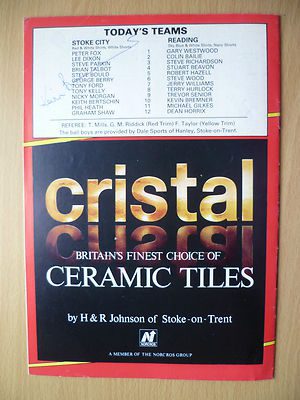 TODAY'S TEAMS
STOKE CITY READING
Red & White Shirts, White Shorts Sky Blue & White Shirts, Navy Shorts
PETER FOX 1 GARY WESTWOOD
LEE DIXON 2 COLIN BAILIE
STEVE PARKIN 3 STEVE RICHARDSON
BRIAN TALBOT 4 STUART BEAVON
STEVE BOULD 5 ROBERT HAZELL
GEORGE BERRY 6 STEVE WOOD
TONY FORD 7 JERRY WILLIAMS
TONY KELLY 8 TERRY HURLOCK
NICKY MORGAN 9 TREVOR SENIOR
KEITH BERTSCHIN 10 KEVIN BREMNER
PHIL HEATH 11 MICHAEL GILKES
GRAHAM SHAW 12 DEAN HORRIX
REFEREE: T. Mills, G. M. Riddick (Red Trim) F. Taylor (Yellow Trim)
The ball boys are provided by Dale Sports of Hanley, Stoke-on-Trent
cristal
BRITAIN'S FINEST CHOICE OF
CERAMIC TILES
by H & R Johnson of Stoke-on-Trent
NORCROS
A MEMBER OF THE NORCROS GROUP